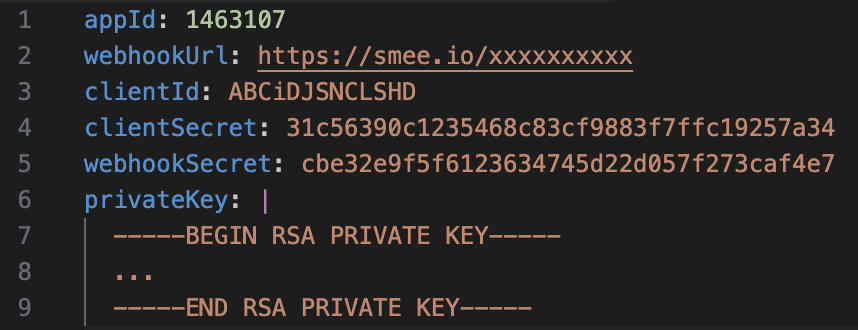 1 appId: 1463107
2 webhookUrl: https://smee.io/xxxxxxxxxx
3 clientId: ABCiDJSNCLSHD
4 clientSecret: 31c56390c1235468c83cf9883f7ffc19257a34
5 webhookSecret: cbe32e9f5f6123634745d22d057f273caf4e7
6 privateKey: |
7 -----BEGIN RSA PRIVATE KEY-----
8 ...
9 -----END RSA PRIVATE KEY-----